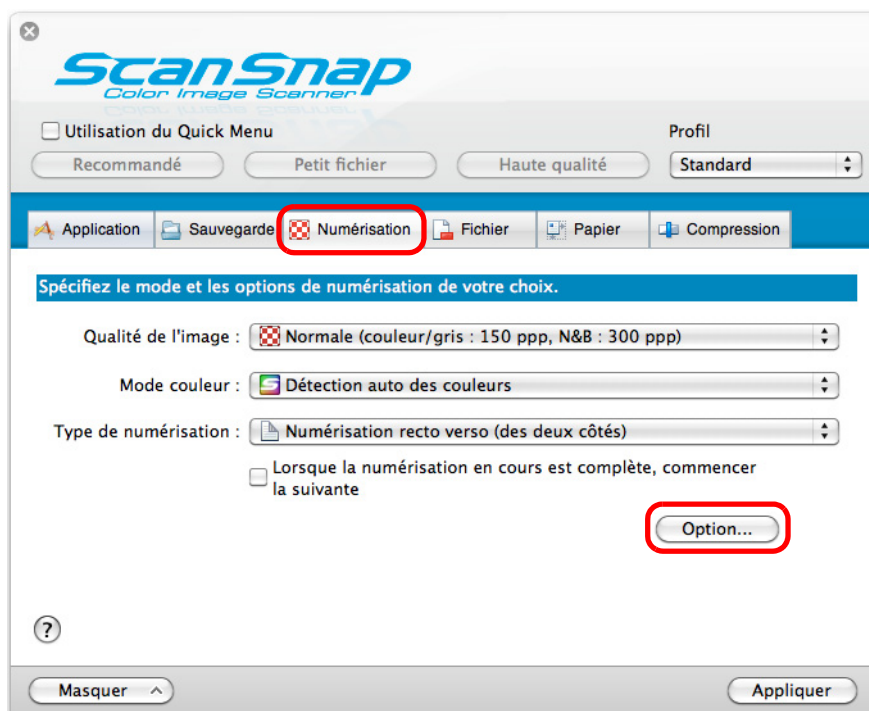 ScanSnap
Color Image Scanner
Utilisation du Quick Menu
Profil
Recommandé
Petit fichier
Haute qualité
Standard
Application
Sauvegarde
Numérisation
Fichier
Papier
Compression
Spécifiez le mode et les options de numérisation de votre choix.
Qualité de l'image : Normale (couleur/gris : 150 ppp, N&B : 300 ppp)
Mode couleur : Détection auto des couleurs
Type de numérisation : Numérisation recto verso (des deux côtés)
Lorsque la numérisation en cours est complète, commencer
la suivante
Option...
?
Masquer
Appliquer